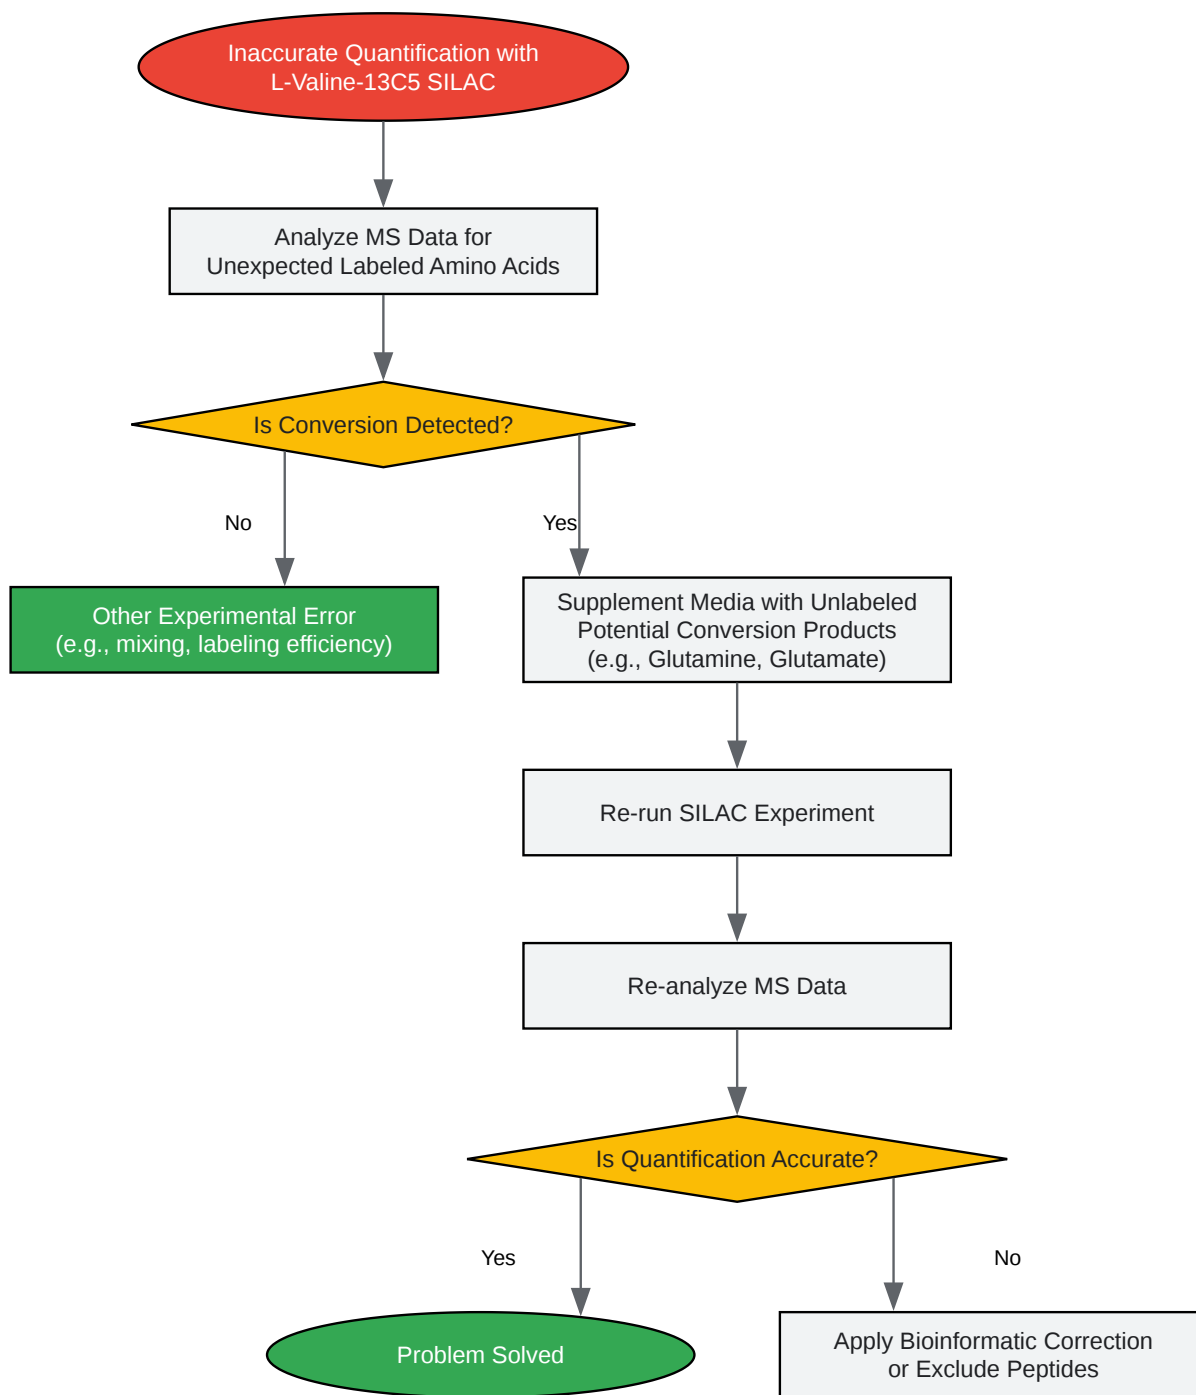 Inaccurate Quantification with
L-Valine-13C5 SILAC
Analyze MS Data for
Unexpected Labeled Amino Acids
Is Conversion Detected?
No
Yes
Other Experimental Error
(e.g., mixing, labeling efficiency)
Supplement Media with Unlabeled
Potential Conversion Products
(e.g., Glutamine, Glutamate)
Re-run SILAC Experiment
Re-analyze MS Data
Is Quantification Accurate?
Yes
No
Problem Solved
Apply Bioinformatic Correction
or Exclude Peptides